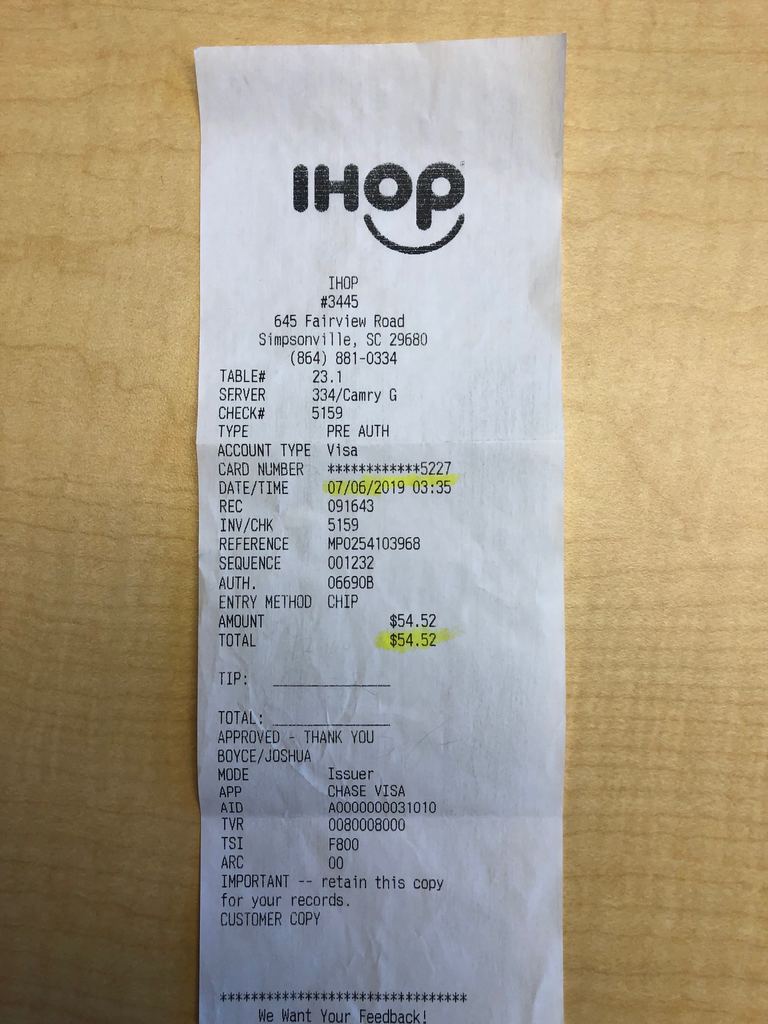 IHOP
IHOP
#3445
645 Fairview Road
Simpsonville, SC 29680
(864) 881-0334
TABLE# 23.1
SERVER 334/Camry G
CHECK# 5159
TYPE PRE AUTH
ACCOUNT TYPE Visa
CARD NUMBER ************5227
DATE/TIME 07/06/2019 03:35
REC 091643
INV/CHK 5159
REFERENCE MP0254103968
SEQUENCE 001232
AUTH. 06690B
ENTRY METHOD CHIP
AMOUNT $54.52
TOTAL $54.52
TIP: _______________
TOTAL: _______________
APPROVED - THANK YOU
BOYCE/JOSHUA
MODE Issuer
APP CHASE VISA
AID A0000000031010
TVR 0080008000
TSI F800
ARC 00
IMPORTANT -- retain this copy
for your records.
CUSTOMER COPY
********************************
We Want Your Feedback!